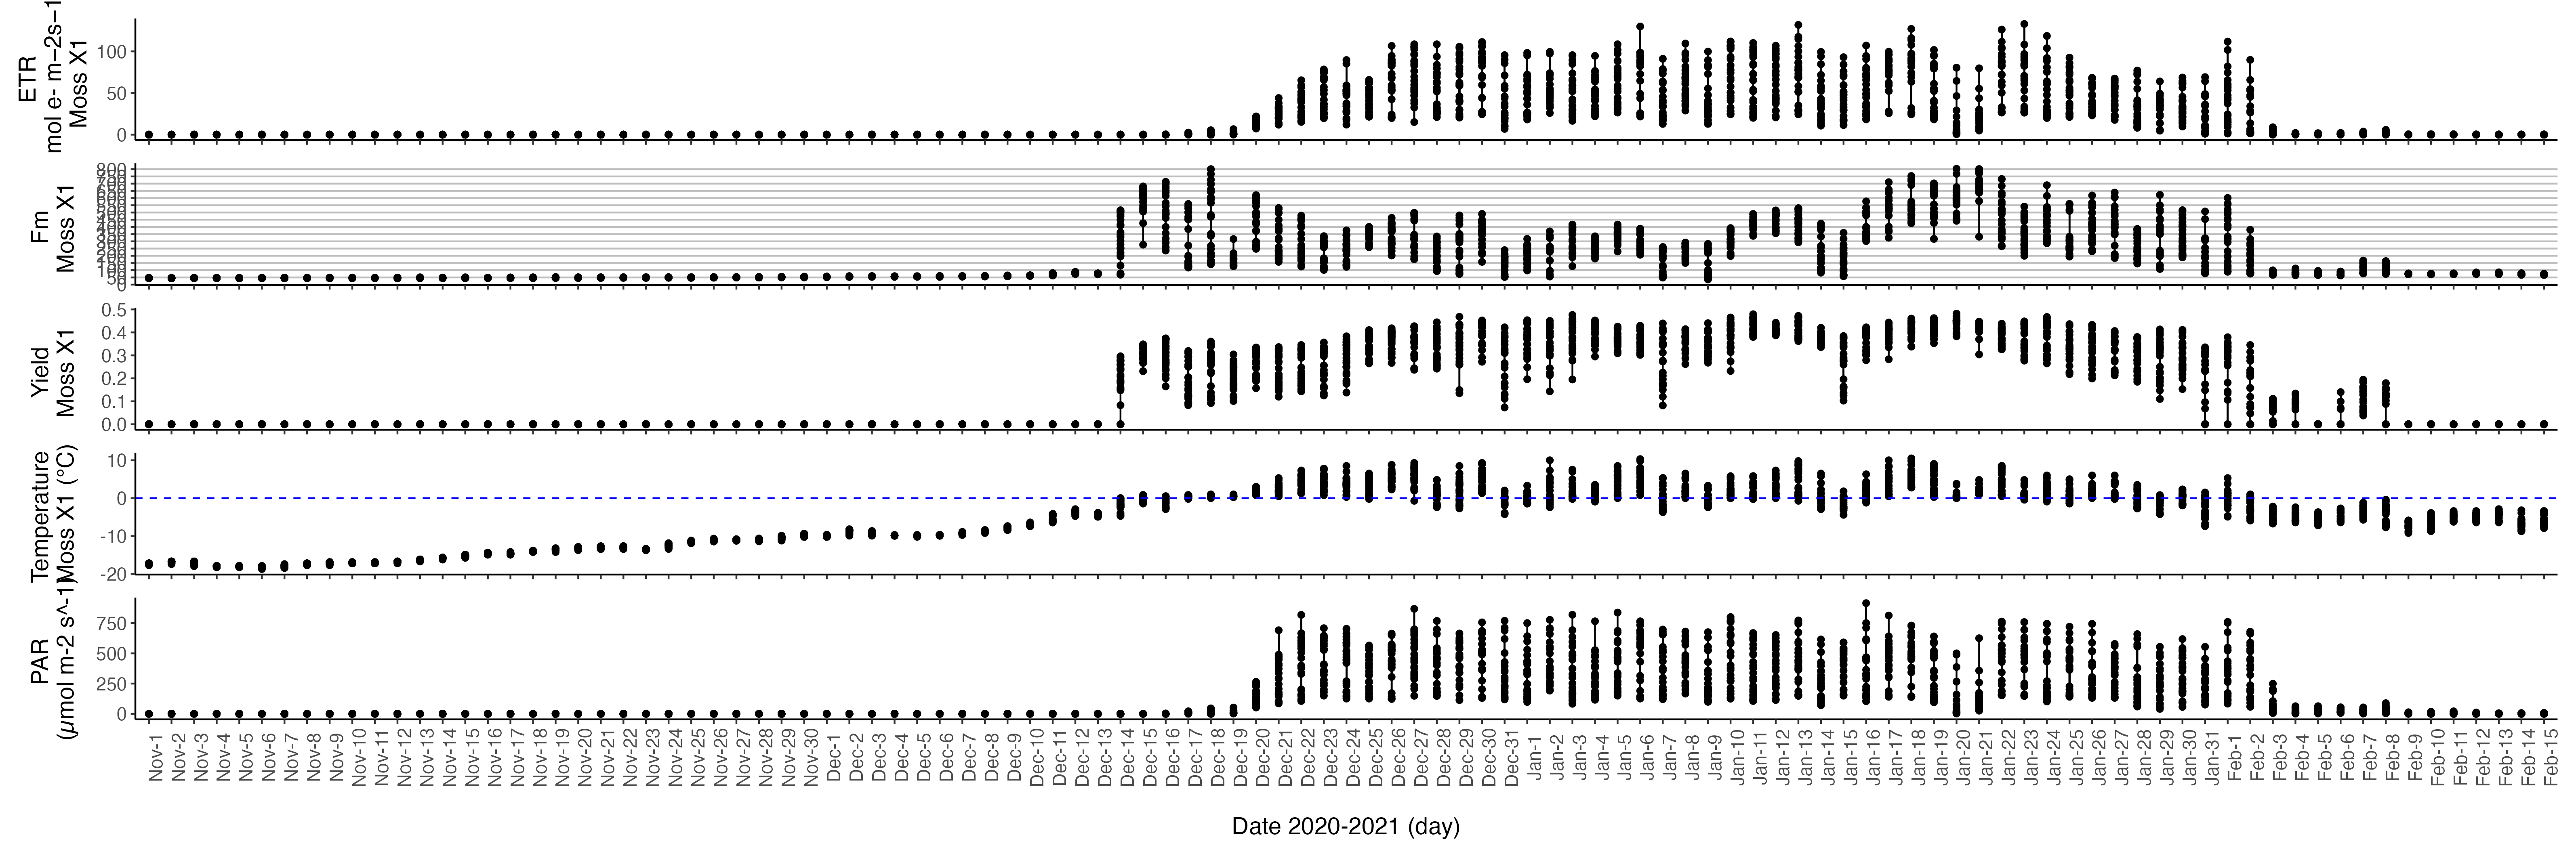 ETR
mol e- m−2s−1
Moss X1
100
50
0
Fm
Moss X1
800
0
Yield
Moss X1
0.5
0.4
0.3
0.2
0.1
0.0
Temperature
Moss X1 (°C)
10
0
-10
-20
PAR
(µmol m-2 s^-1)
750
500
250
0
Nov-1
Nov-2
Nov-3
Nov-4
Nov-5
Nov-6
Nov-7
Nov-8
Nov-9
Nov-10
Nov-11
Nov-12
Nov-13
Nov-14
Nov-15
Nov-16
Nov-17
Nov-18
Nov-19
Nov-20
Nov-21
Nov-22
Nov-23
Nov-24
Nov-25
Nov-26
Nov-27
Nov-28
Nov-29
Nov-30
Dec-1
Dec-2
Dec-3
Dec-4
Dec-5
Dec-6
Dec-7
Dec-8
Dec-9
Dec-10
Dec-11
Dec-12
Dec-13
Dec-14
Dec-15
Dec-16
Dec-17
Dec-18
Dec-19
Dec-20
Dec-21
Dec-22
Dec-23
Dec-24
Dec-25
Dec-26
Dec-27
Dec-28
Dec-29
Dec-30
Dec-31
Jan-1
Jan-2
Jan-3
Jan-4
Jan-5
Jan-6
Jan-7
Jan-8
Jan-9
Jan-10
Jan-11
Jan-12
Jan-13
Jan-14
Jan-15
Jan-16
Jan-17
Jan-18
Jan-19
Jan-20
Jan-21
Jan-22
Jan-23
Jan-24
Jan-25
Jan-26
Jan-27
Jan-28
Jan-29
Jan-30
Jan-31
Feb-1
Feb-2
Feb-3
Feb-4
Feb-5
Feb-6
Feb-7
Feb-8
Feb-9
Feb-10
Feb-11
Feb-12
Feb-13
Feb-14
Feb-15
Date 2020-2021 (day)